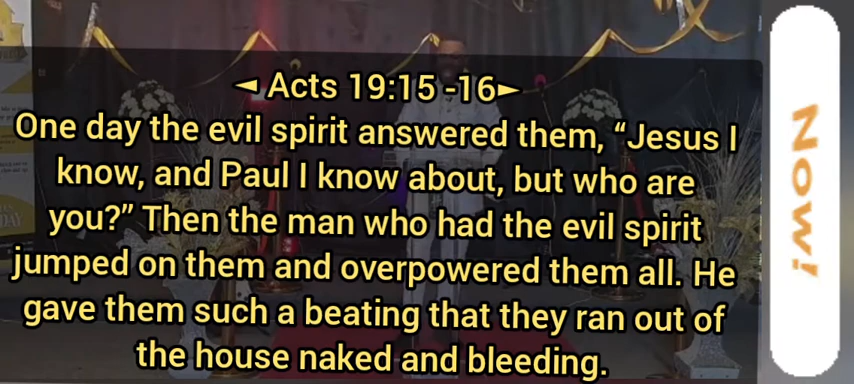 ◄ Acts 19:15 -16►
One day the evil spirit answered them, “Jesus I
know, and Paul I know about, but who are
you?” Then the man who had the evil spirit
jumped on them and overpowered them all. He
gave them such a beating that they ran out of
the house naked and bleeding.
Now!